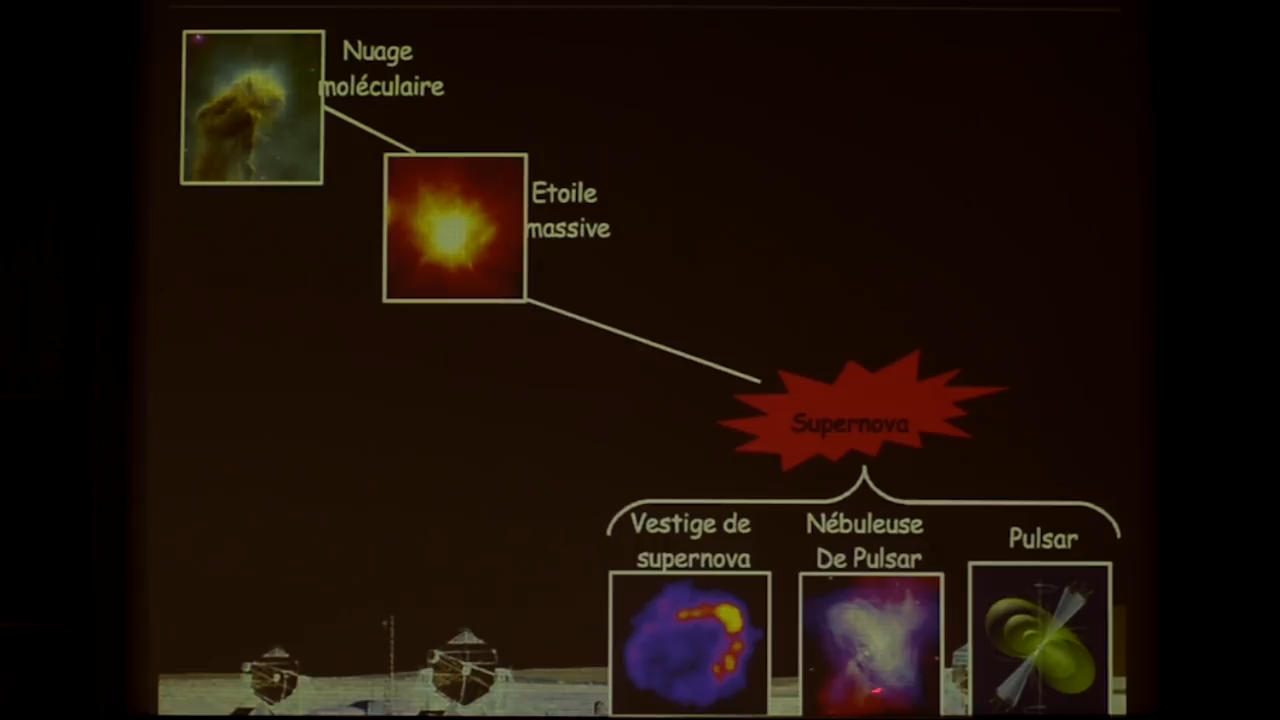 Nuage
moléculaire
Etoile
massive
Supernova
Vestige de
supernova
Nébuleuse
De Pulsar
Pulsar